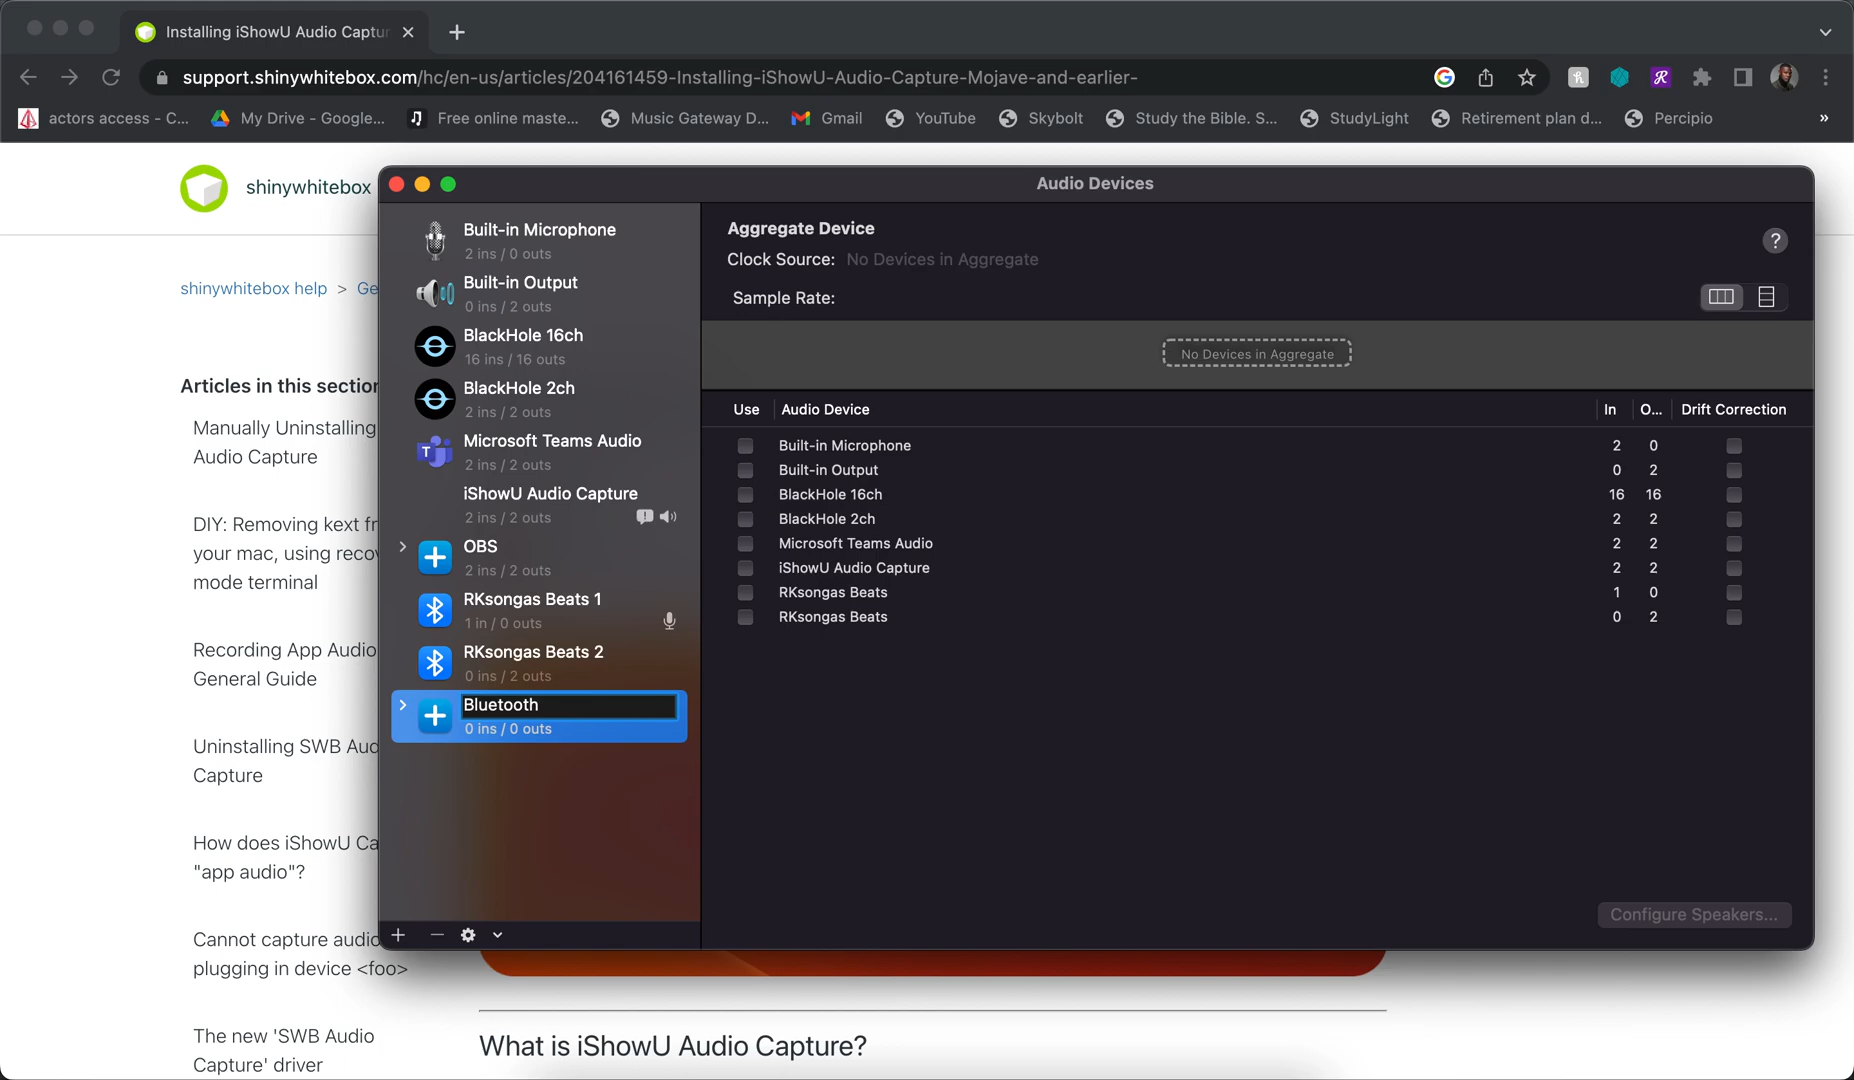 Installing iShowU Audio Captur
support.shinywhitebox.com/hc/en-us/articles/204161459-Installing-iShowU-Audio-Capture-Mojave-and-earlier-
actors access - C... My Drive - Google... Free online maste... Music Gateway D... Gmail YouTube Skybolt Study the Bible. S... StudyLight Retirement plan d... Percipio »
shinywhitebox
shinywhitebox help > Ge
Articles in this section
Manually Uninstalling
Audio Capture
DIY: Removing kext fr
your mac, using reco
mode terminal
Recording App Audio
General Guide
Uninstalling SWB Aud
Capture
How does iShowU Ca
"app audio"?
Cannot capture audio
plugging in device <foo>
The new 'SWB Audio
Capture' driver
Audio Devices
Built-in Microphone
2 ins / 0 outs
Built-in Output
0 ins / 2 outs
BlackHole 16ch
16 ins / 16 outs
BlackHole 2ch
2 ins / 2 outs
Microsoft Teams Audio
2 ins / 2 outs
iShowU Audio Capture
2 ins / 2 outs
OBS
2 ins / 2 outs
RKsongas Beats 1
1 in / 0 outs
RKsongas Beats 2
0 ins / 2 outs
Bluetooth
0 ins / 0 outs
Aggregate Device
?
Clock Source: No Devices in Aggregate
Sample Rate:
No Devices in Aggregate
Use Audio Device In O... Drift Correction
Built-in Microphone 2 0
Built-in Output 0 2
BlackHole 16ch 16 16
BlackHole 2ch 2 2
Microsoft Teams Audio 2 2
iShowU Audio Capture 2 2
RKsongas Beats 1 0
RKsongas Beats 0 2
Configure Speakers...
What is iShowU Audio Capture?